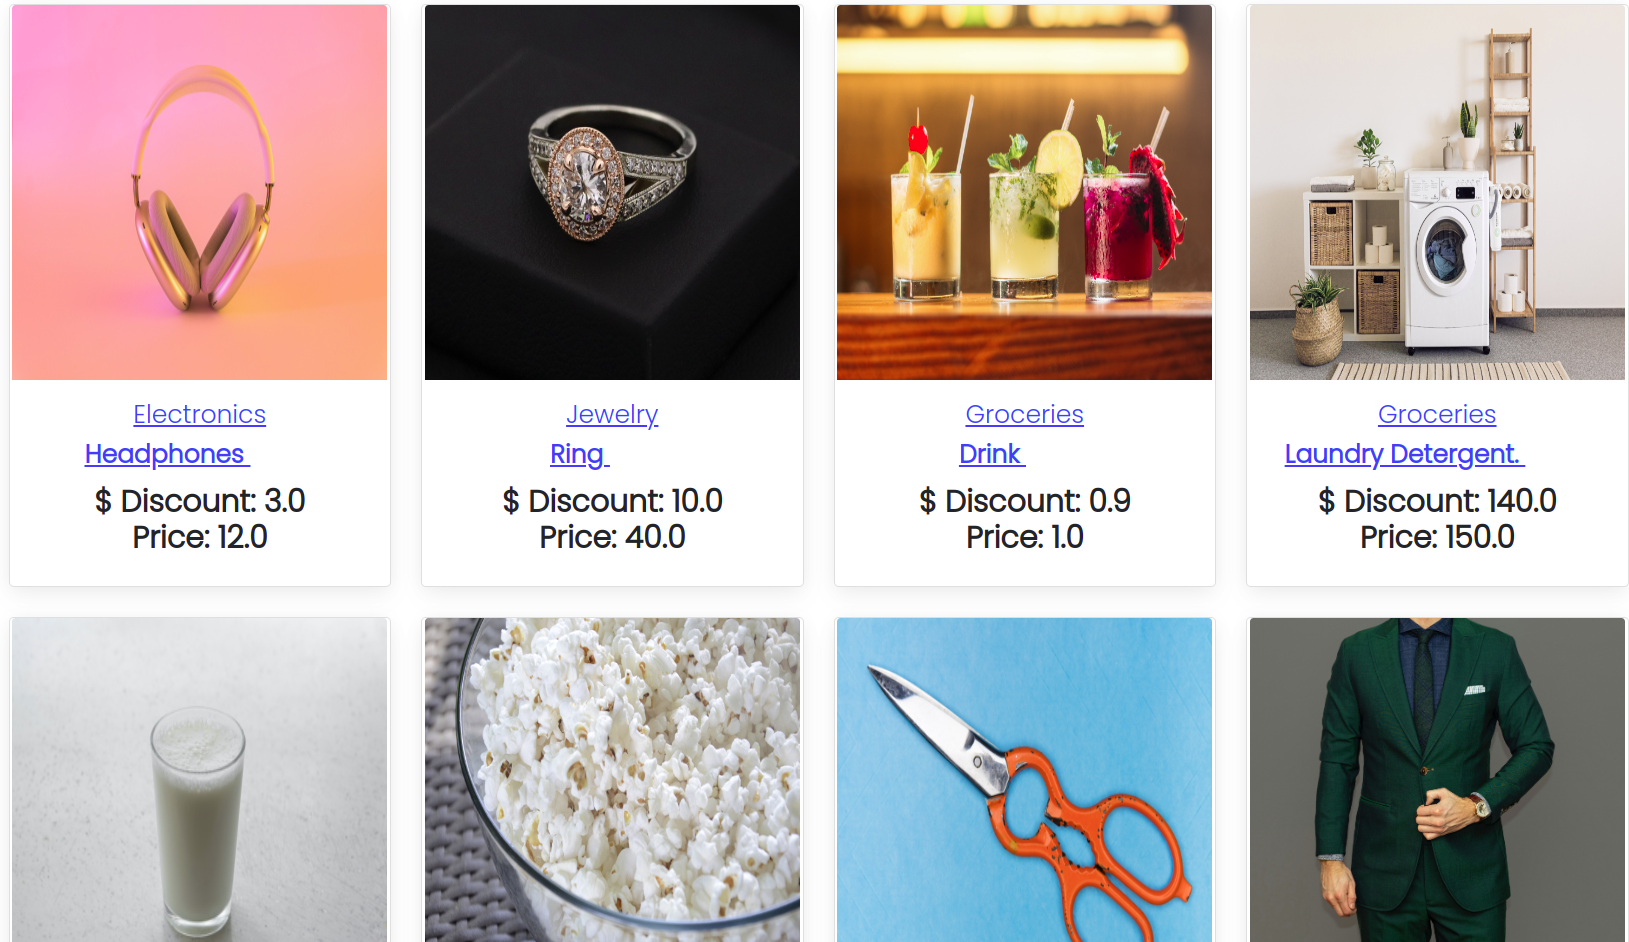 Electronics
Headphones
$ Discount: 3.0
Price: 12.0
Jewelry
Ring
$ Discount: 10.0
Price: 40.0
Groceries
Drink
$ Discount: 0.9
Price: 1.0
Groceries
Laundry Detergent.
$ Discount: 140.0
Price: 150.0